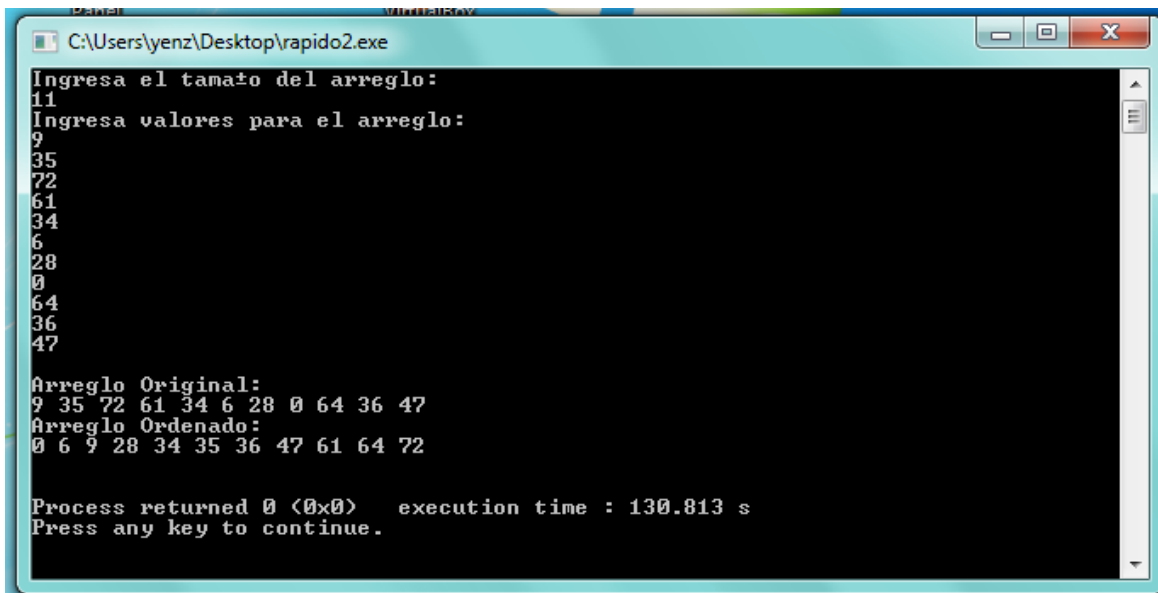 Panel VirtualBox
C:\Users\yenz\Desktop\rapido2.exe
Ingresa el tama±o del arreglo:
11
Ingresa valores para el arreglo:
9
35
72
61
34
6
28
0
64
36
47
Arreglo Original:
9 35 72 61 34 6 28 0 64 36 47
Arreglo Ordenado:
0 6 9 28 34 35 36 47 61 64 72
Process returned 0 (0x0)   execution time : 130.813 s
Press any key to continue.